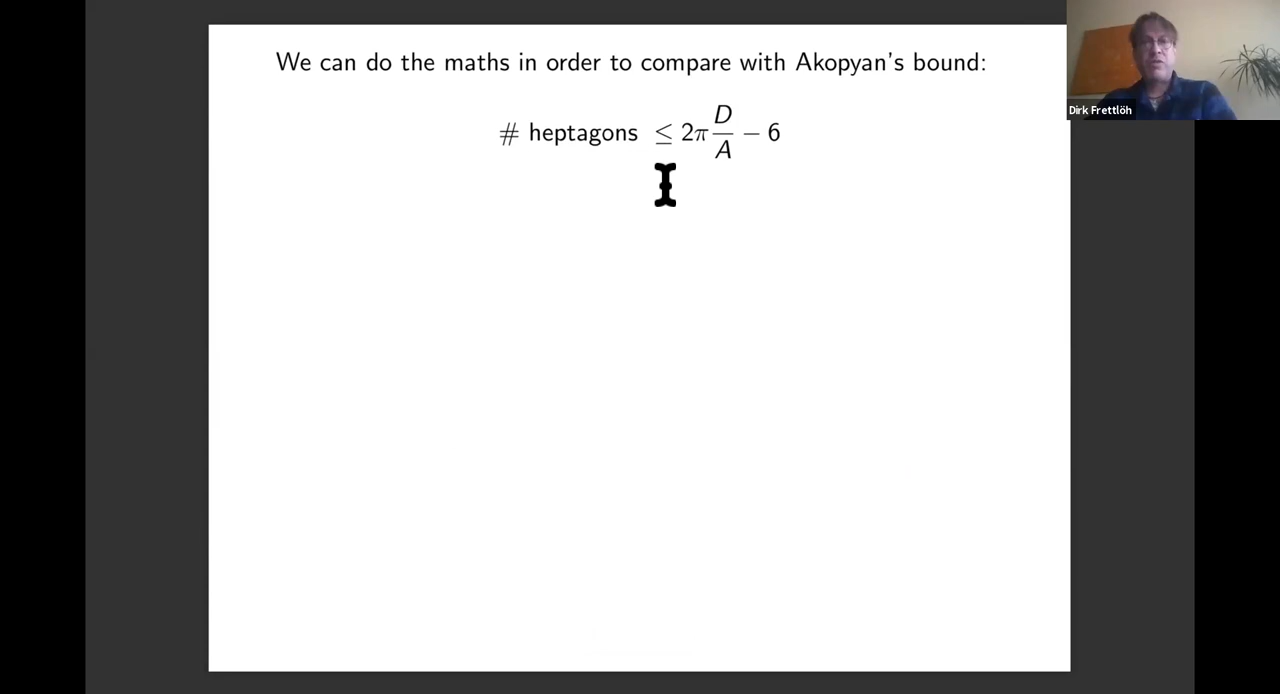 We can do the maths in order to compare with Akopyan's bound:
# heptagons ≤ 2π D/A − 6
Dirk Frettlöh